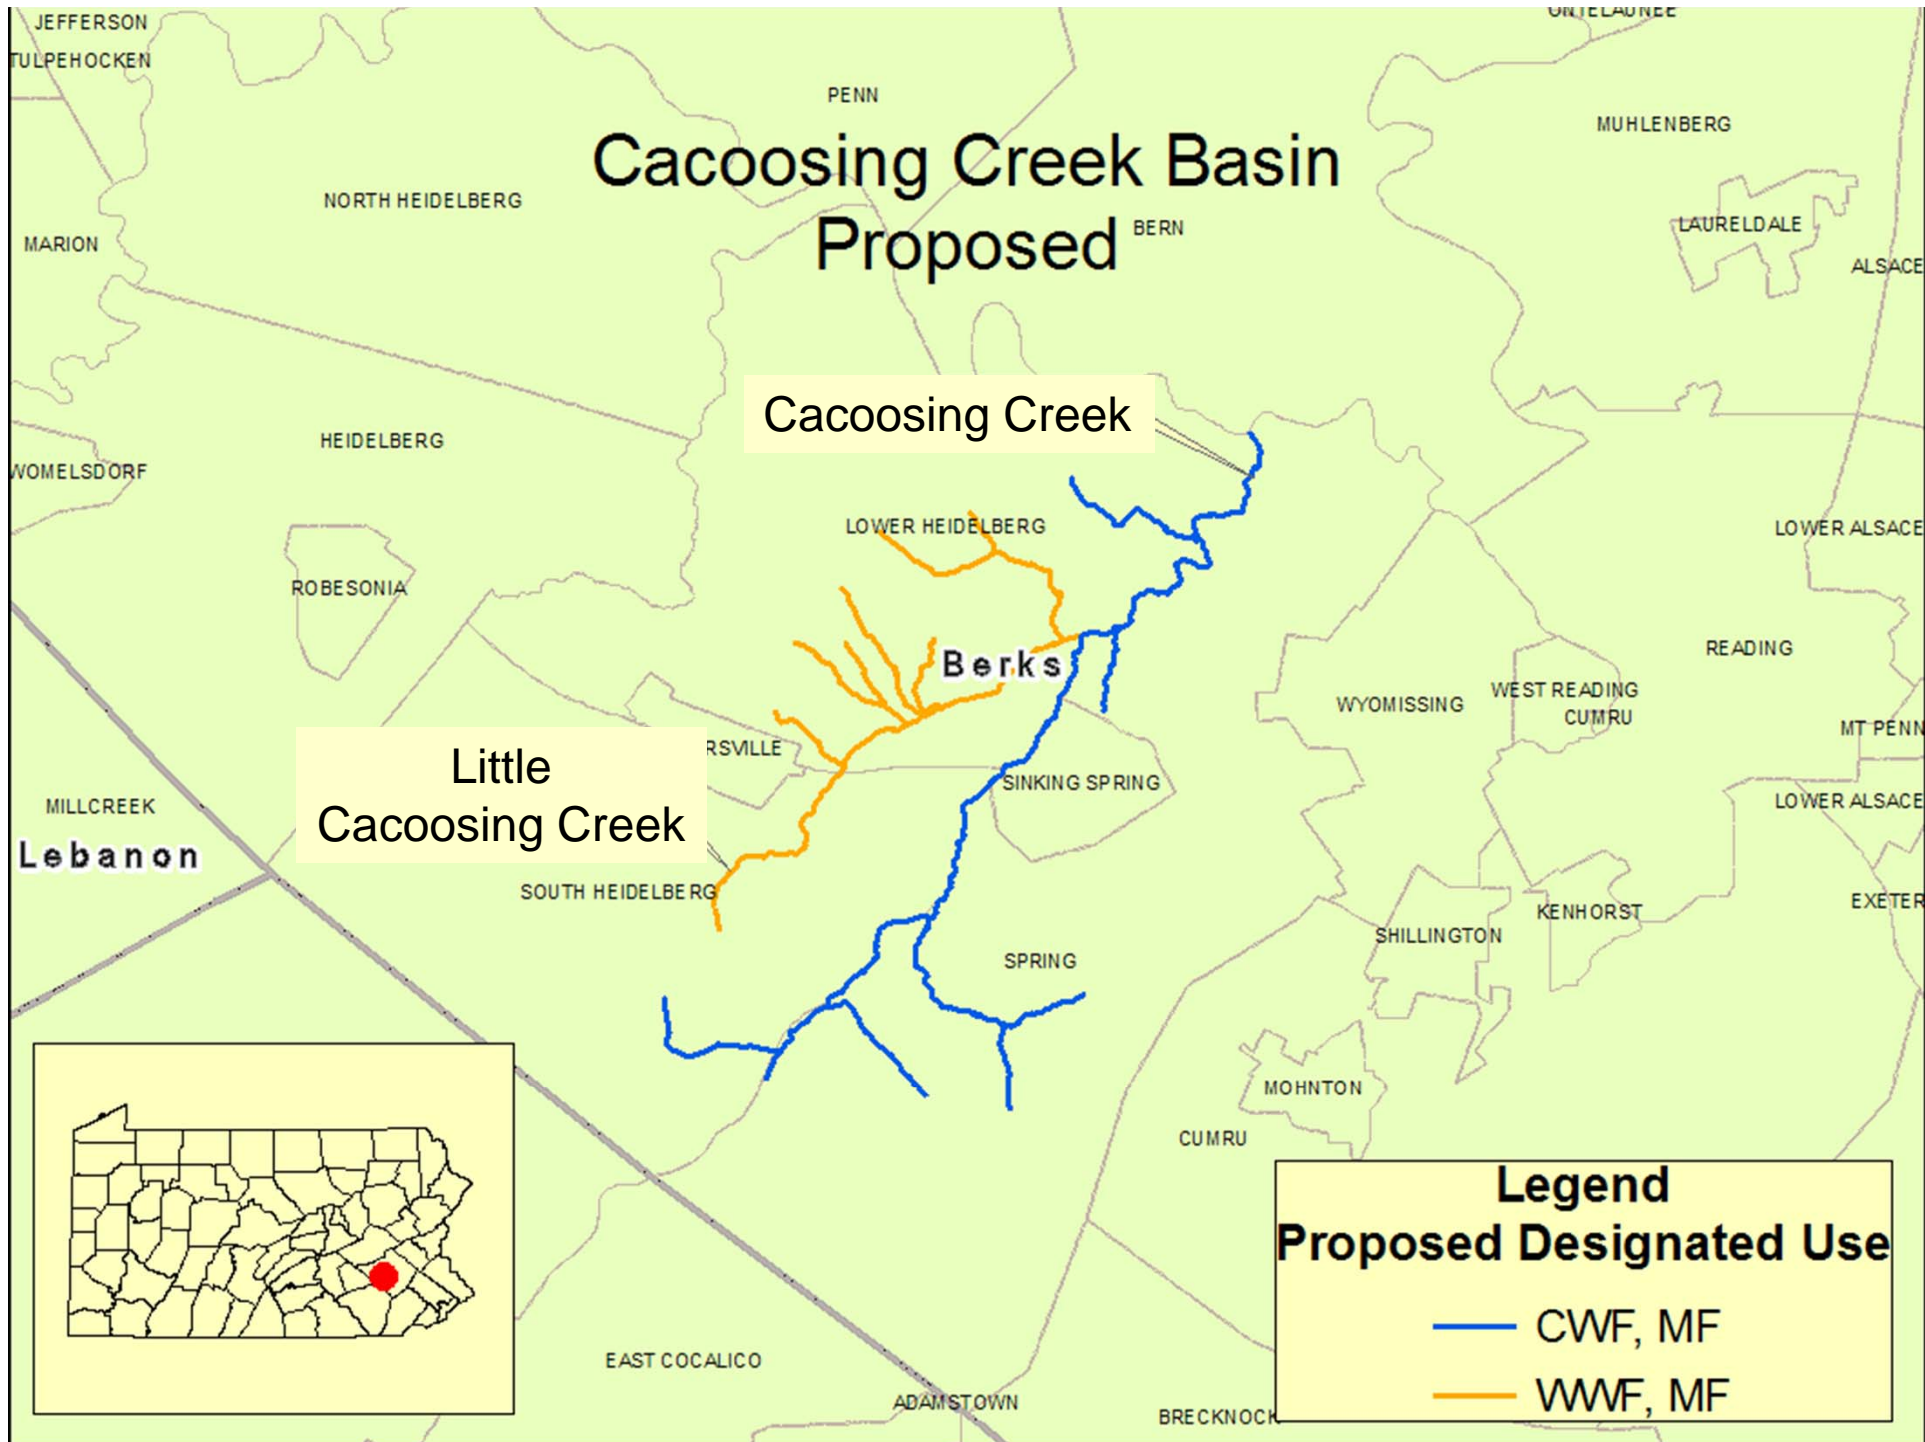 JEFFERSON
ONTELAUNEE
TULPEHOCKEN
PENN
MUHLENBERG
Cacoosing Creek Basin
Proposed
NORTH HEIDELBERG
BERN
LAURELDALE
MARION
ALSACE
Cacoosing Creek
HEIDELBERG
WOMELSDORF
LOWER HEIDELBERG
LOWER ALSACE
ROBESONIA
READING
Berks
WEST READING
WYOMISSING
CUMRU
MT PENN
RSVILLE
Little
Cacoosing Creek
SINKING SPRING
MILLCREEK
LOWER ALSACE
Lebanon
SOUTH HEIDELBERG
EXETER
KENHORST
SHILLINGTON
SPRING
MOHNTON
CUMRU
Legend
Proposed Designated Use
CWF, MF
WWF, MF
EAST COCALICO
ADAMSTOWN
BRECKNOCK